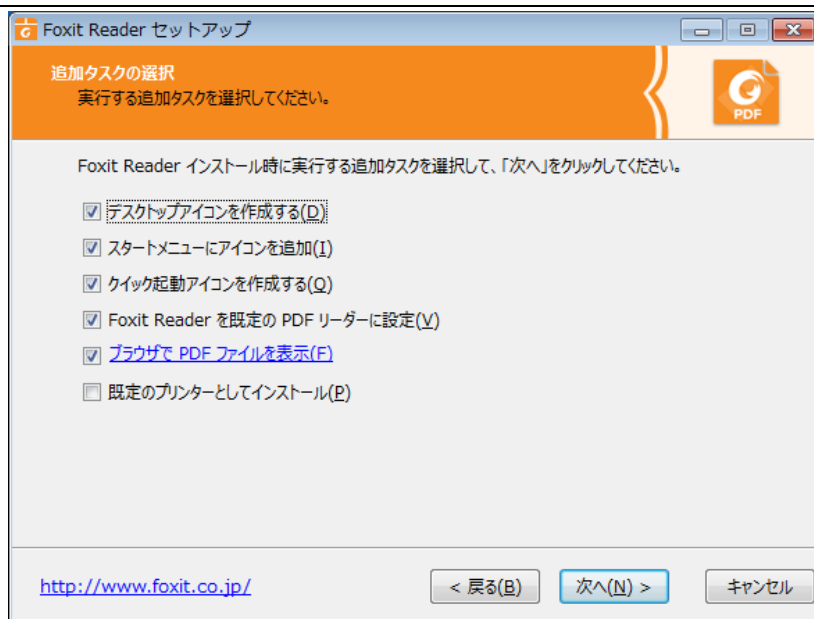 Foxit Reader セットアップ
追加タスクの選択
実行する追加タスクを選択してください。
PDF
Foxit Reader インストール時に実行する追加タスクを選択して、「次へ」をクリックしてください。
デスクトップアイコンを作成する(D)
スタートメニューにアイコンを追加(I)
クイック起動アイコンを作成する(Q)
Foxit Reader を既定の PDF リーダーに設定(V)
ブラウザで PDF ファイルを表示(F)
既定のプリンターとしてインストール(P)
http://www.foxit.co.jp/
< 戻る(B)
次へ(N) >
キャンセル